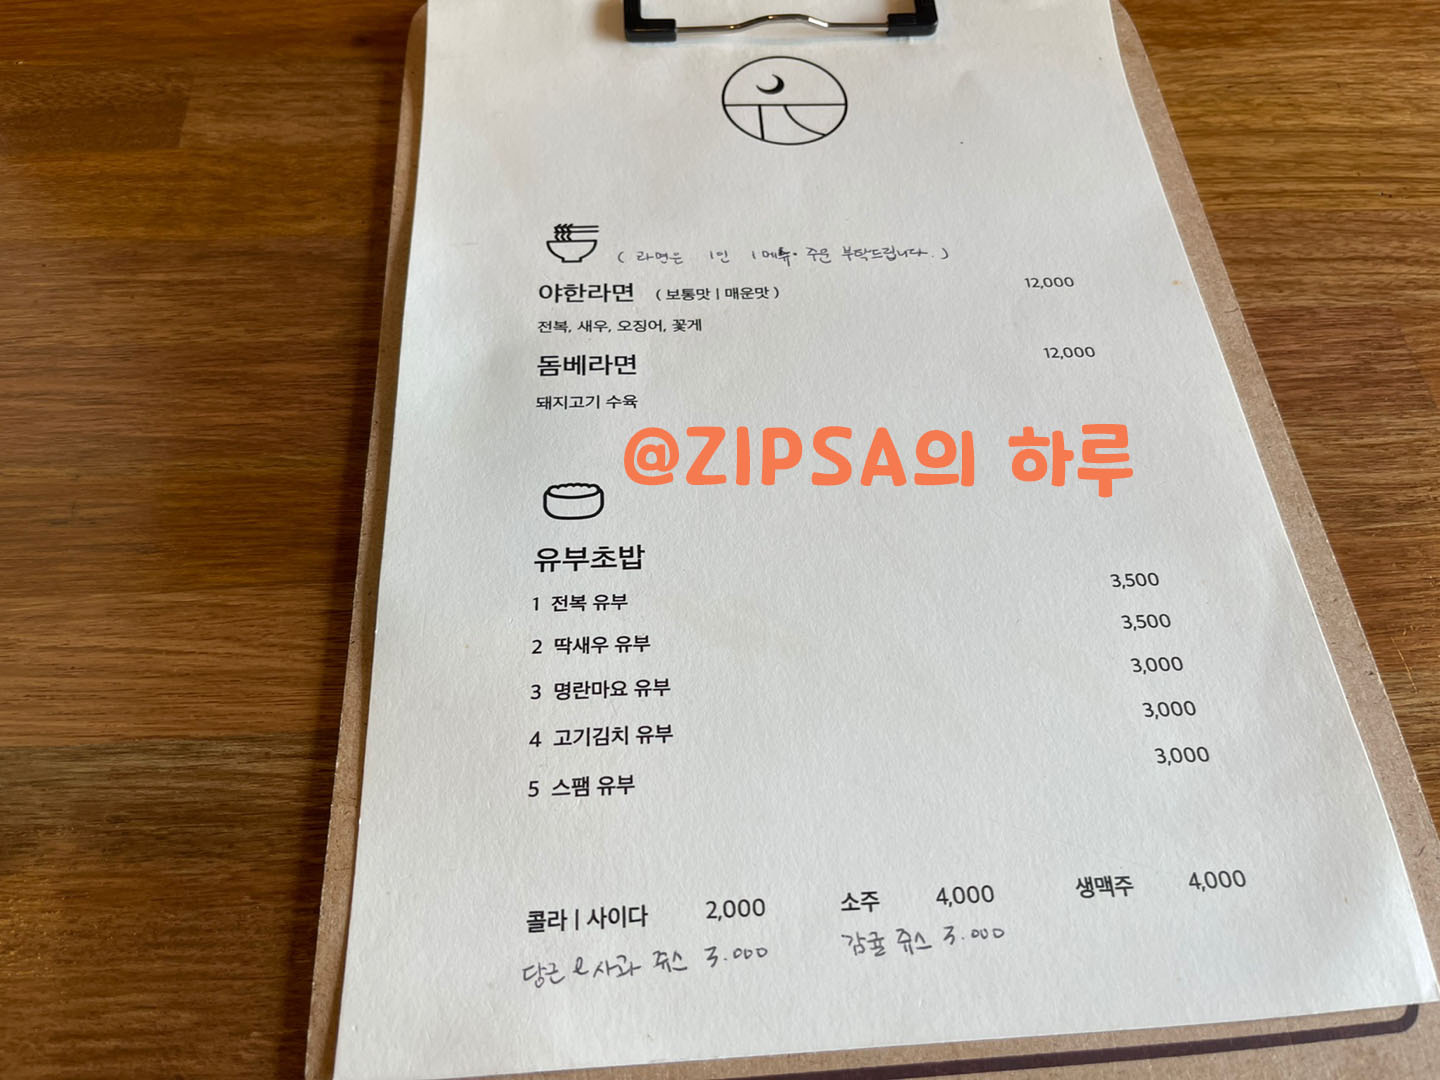 ( 라면은 1인 1메뉴. 주문 부탁드립니다. )
야한라면 ( 보통맛 | 매운맛 ) 12,000
전복, 새우, 오징어, 꽃게
돔베라면 12,000
돼지고기 수육
@ZIPSA의 하루
유부초밥
1 전복 유부 3,500
2 딱새우 유부 3,500
3 명란마요 유부 3,000
4 고기김치 유부 3,000
5 스팸 유부 3,000
콜라 | 사이다 2,000 소주 4,000 생맥주 4,000
당근 & 사과 쥬스 3.000 감귤 쥬스 3.000